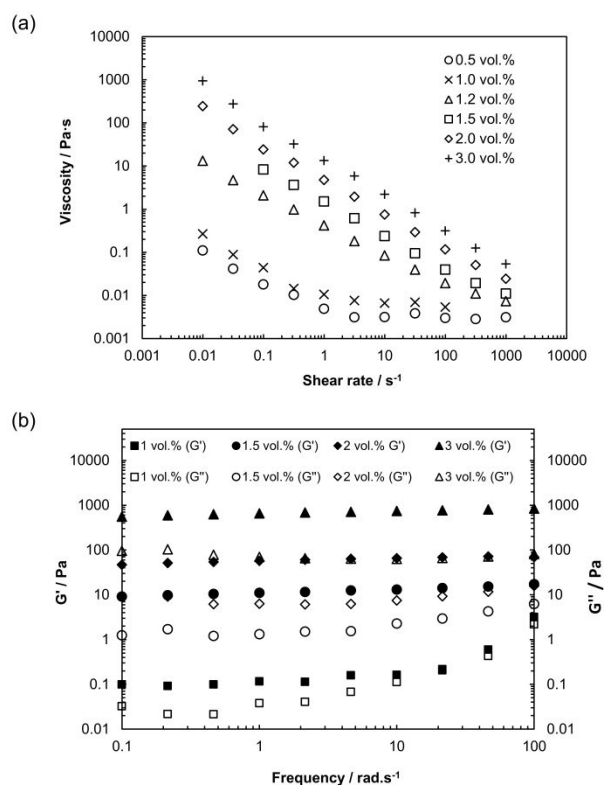 (a)
10000
1000
100
10
1
0.1
0.01
0.001
Viscosity / Pa·s
0.5 vol.%
1.0 vol.%
1.2 vol.%
1.5 vol.%
2.0 vol.%
3.0 vol.%
0.001 0.01 0.1 1 10 100 1000 10000
Shear rate / s⁻¹
(b)
1 vol.% (G') 1.5 vol.% (G') 2 vol.% G') 3 vol.% (G')
1 vol.% (G'') 1.5 vol.% (G'') 2 vol.% (G'') 3 vol.% (G'')
10000 10000
1000 1000
100 100
10 10
1 1
0.1 0.1
0.01 0.01
G' / Pa
G'' / Pa
0.1 1 10 100
Frequency / rad.s⁻¹